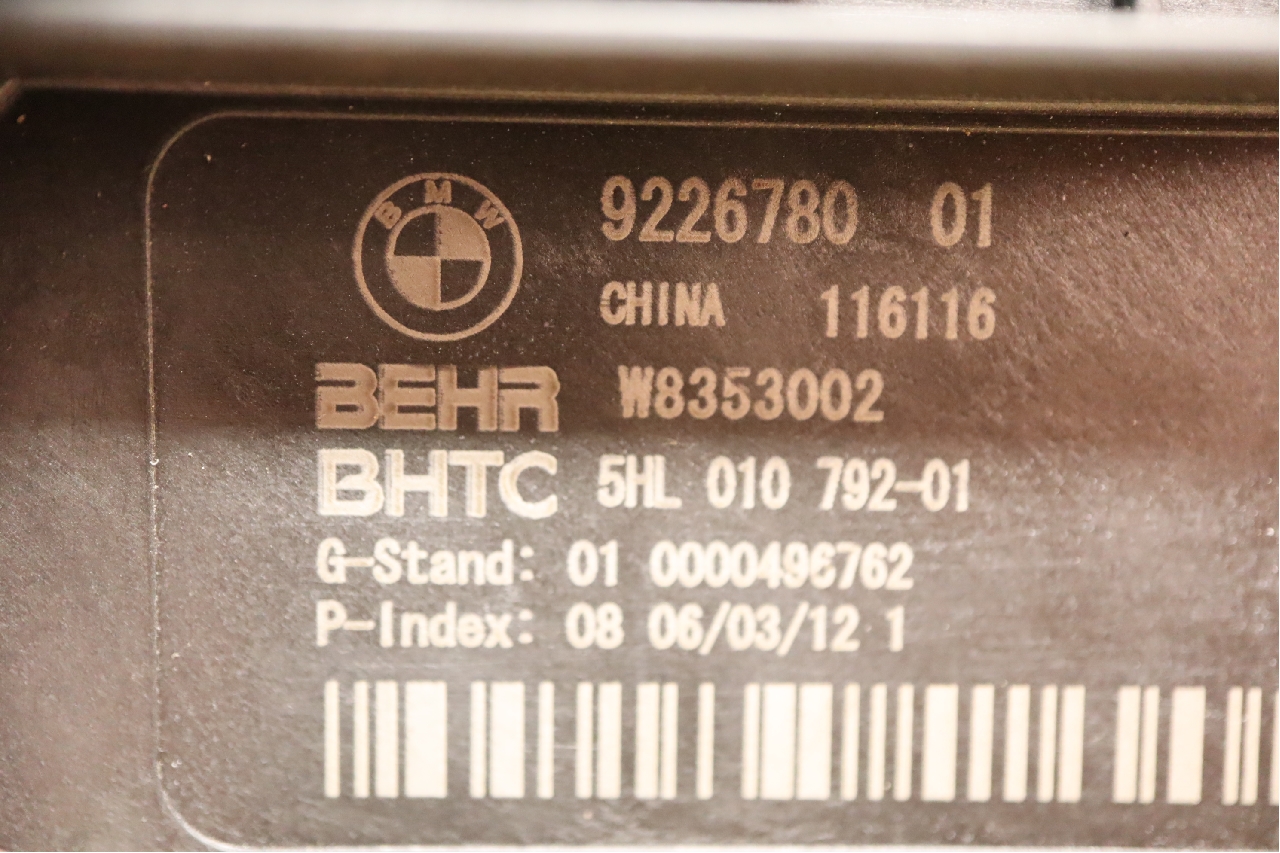 BMW
9226780 01
CHINA 116116
BEHR W8353002
BHTC 5HL 010 792-01
G-Stand: 01 0000496762
P-Index: 08 06/03/12 1